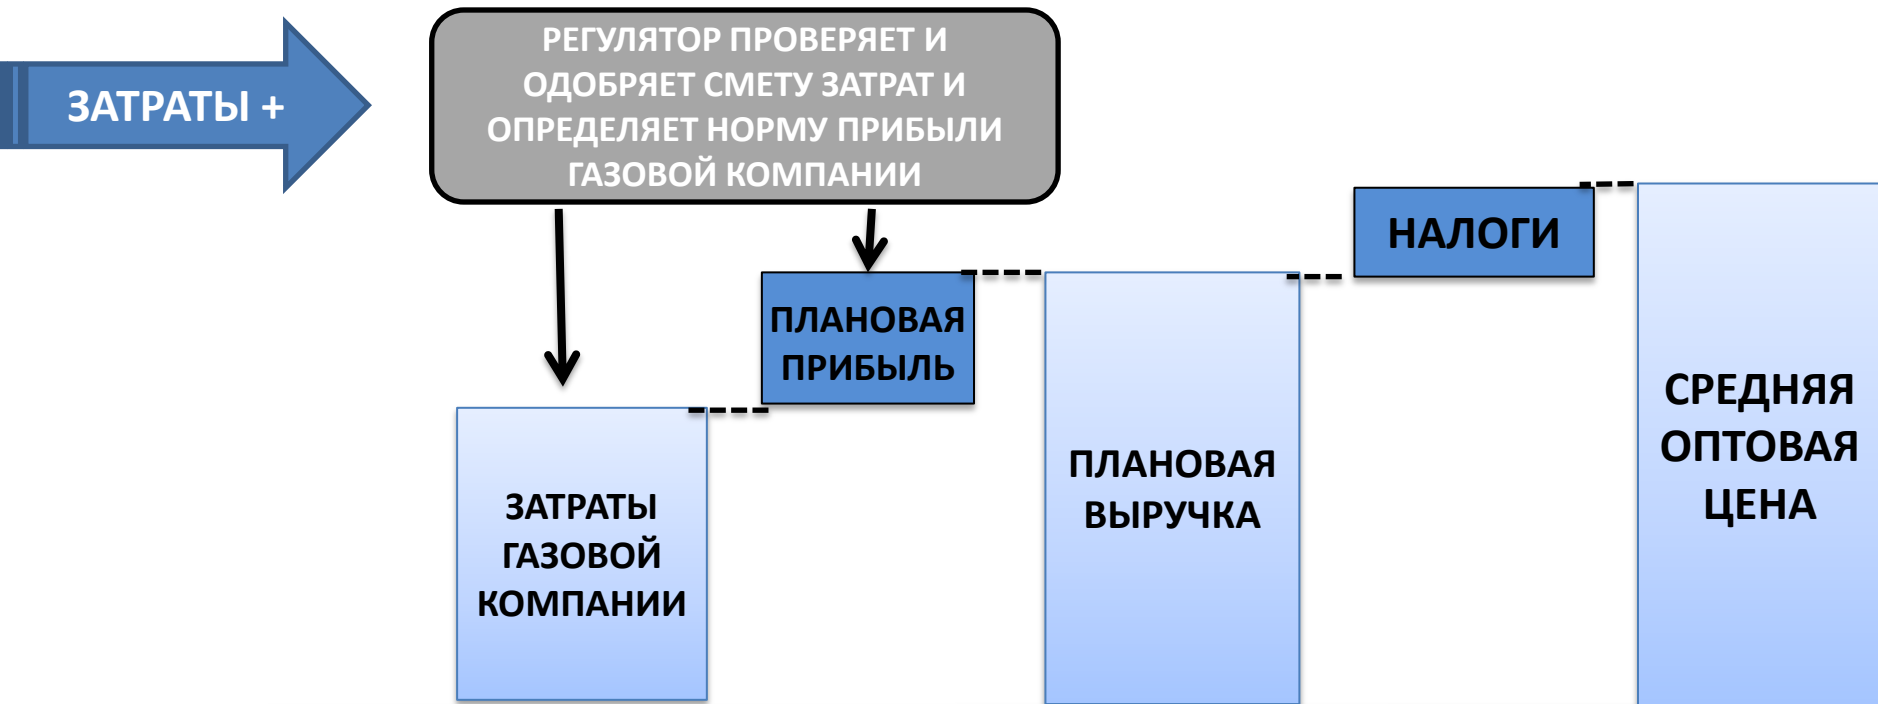 ЗАТРАТЫ +
РЕГУЛЯТОР ПРОВЕРЯЕТ И
ОДОБРЯЕТ СМЕТУ ЗАТРАТ И
ОПРЕДЕЛЯЕТ НОРМУ ПРИБЫЛИ
ГАЗОВОЙ КОМПАНИИ
ЗАТРАТЫ
ГАЗОВОЙ
КОМПАНИИ
ПЛАНОВАЯ
ПРИБЫЛЬ
ПЛАНОВАЯ
ВЫРУЧКА
НАЛОГИ
СРЕДНЯЯ
ОПТОВАЯ
ЦЕНА